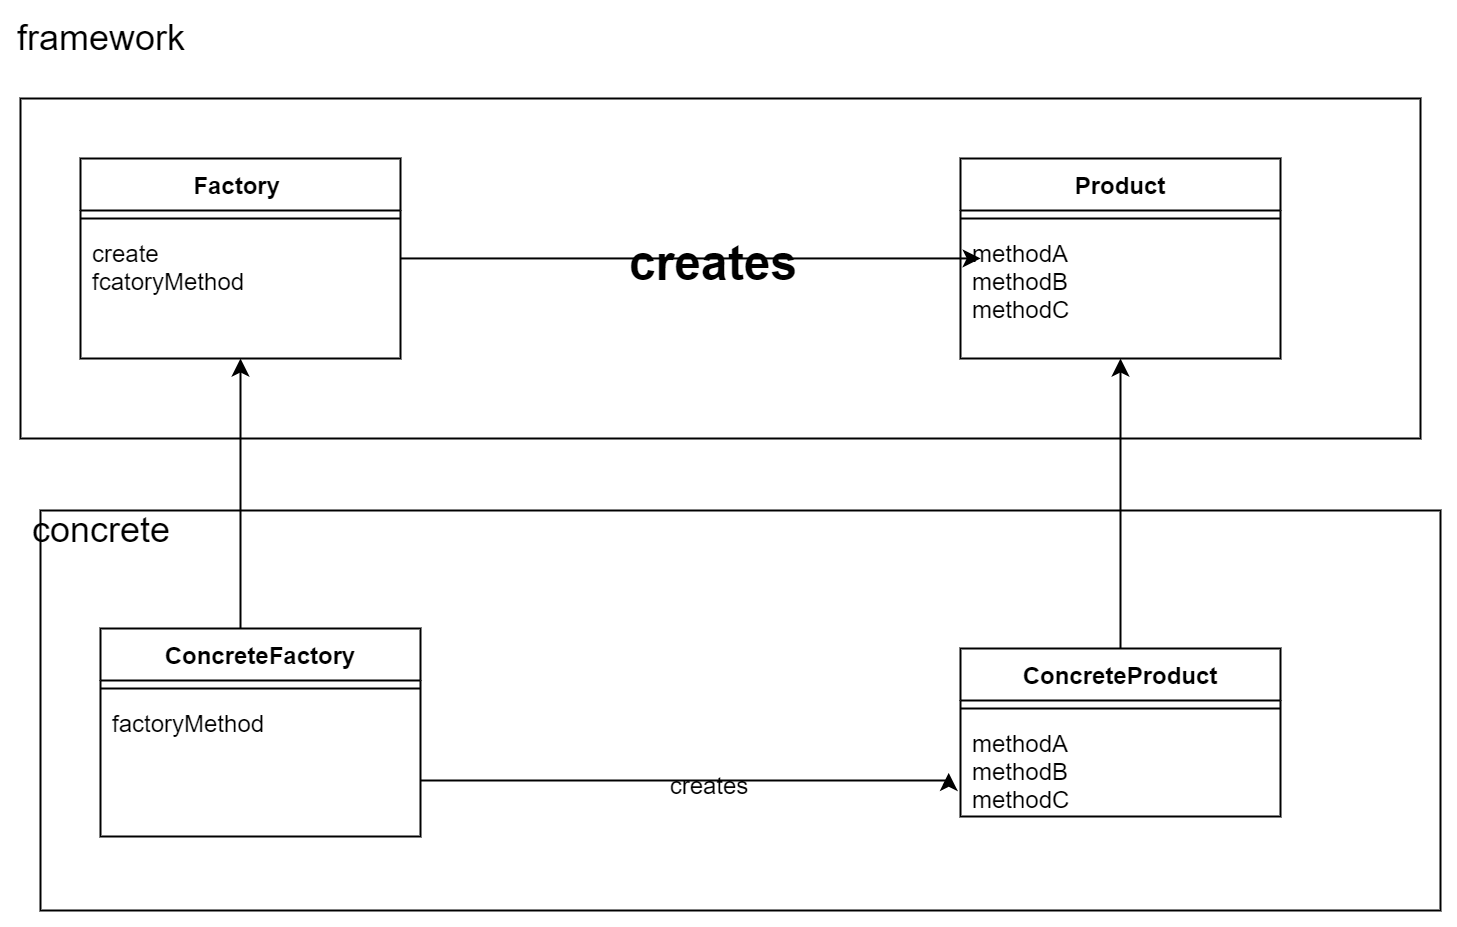 framework
Factory
create
fcatoryMethod
creates
Product
methodA
methodB
methodC
concrete
ConcreteFactory
factoryMethod
creates
ConcreteProduct
methodA
methodB
methodC